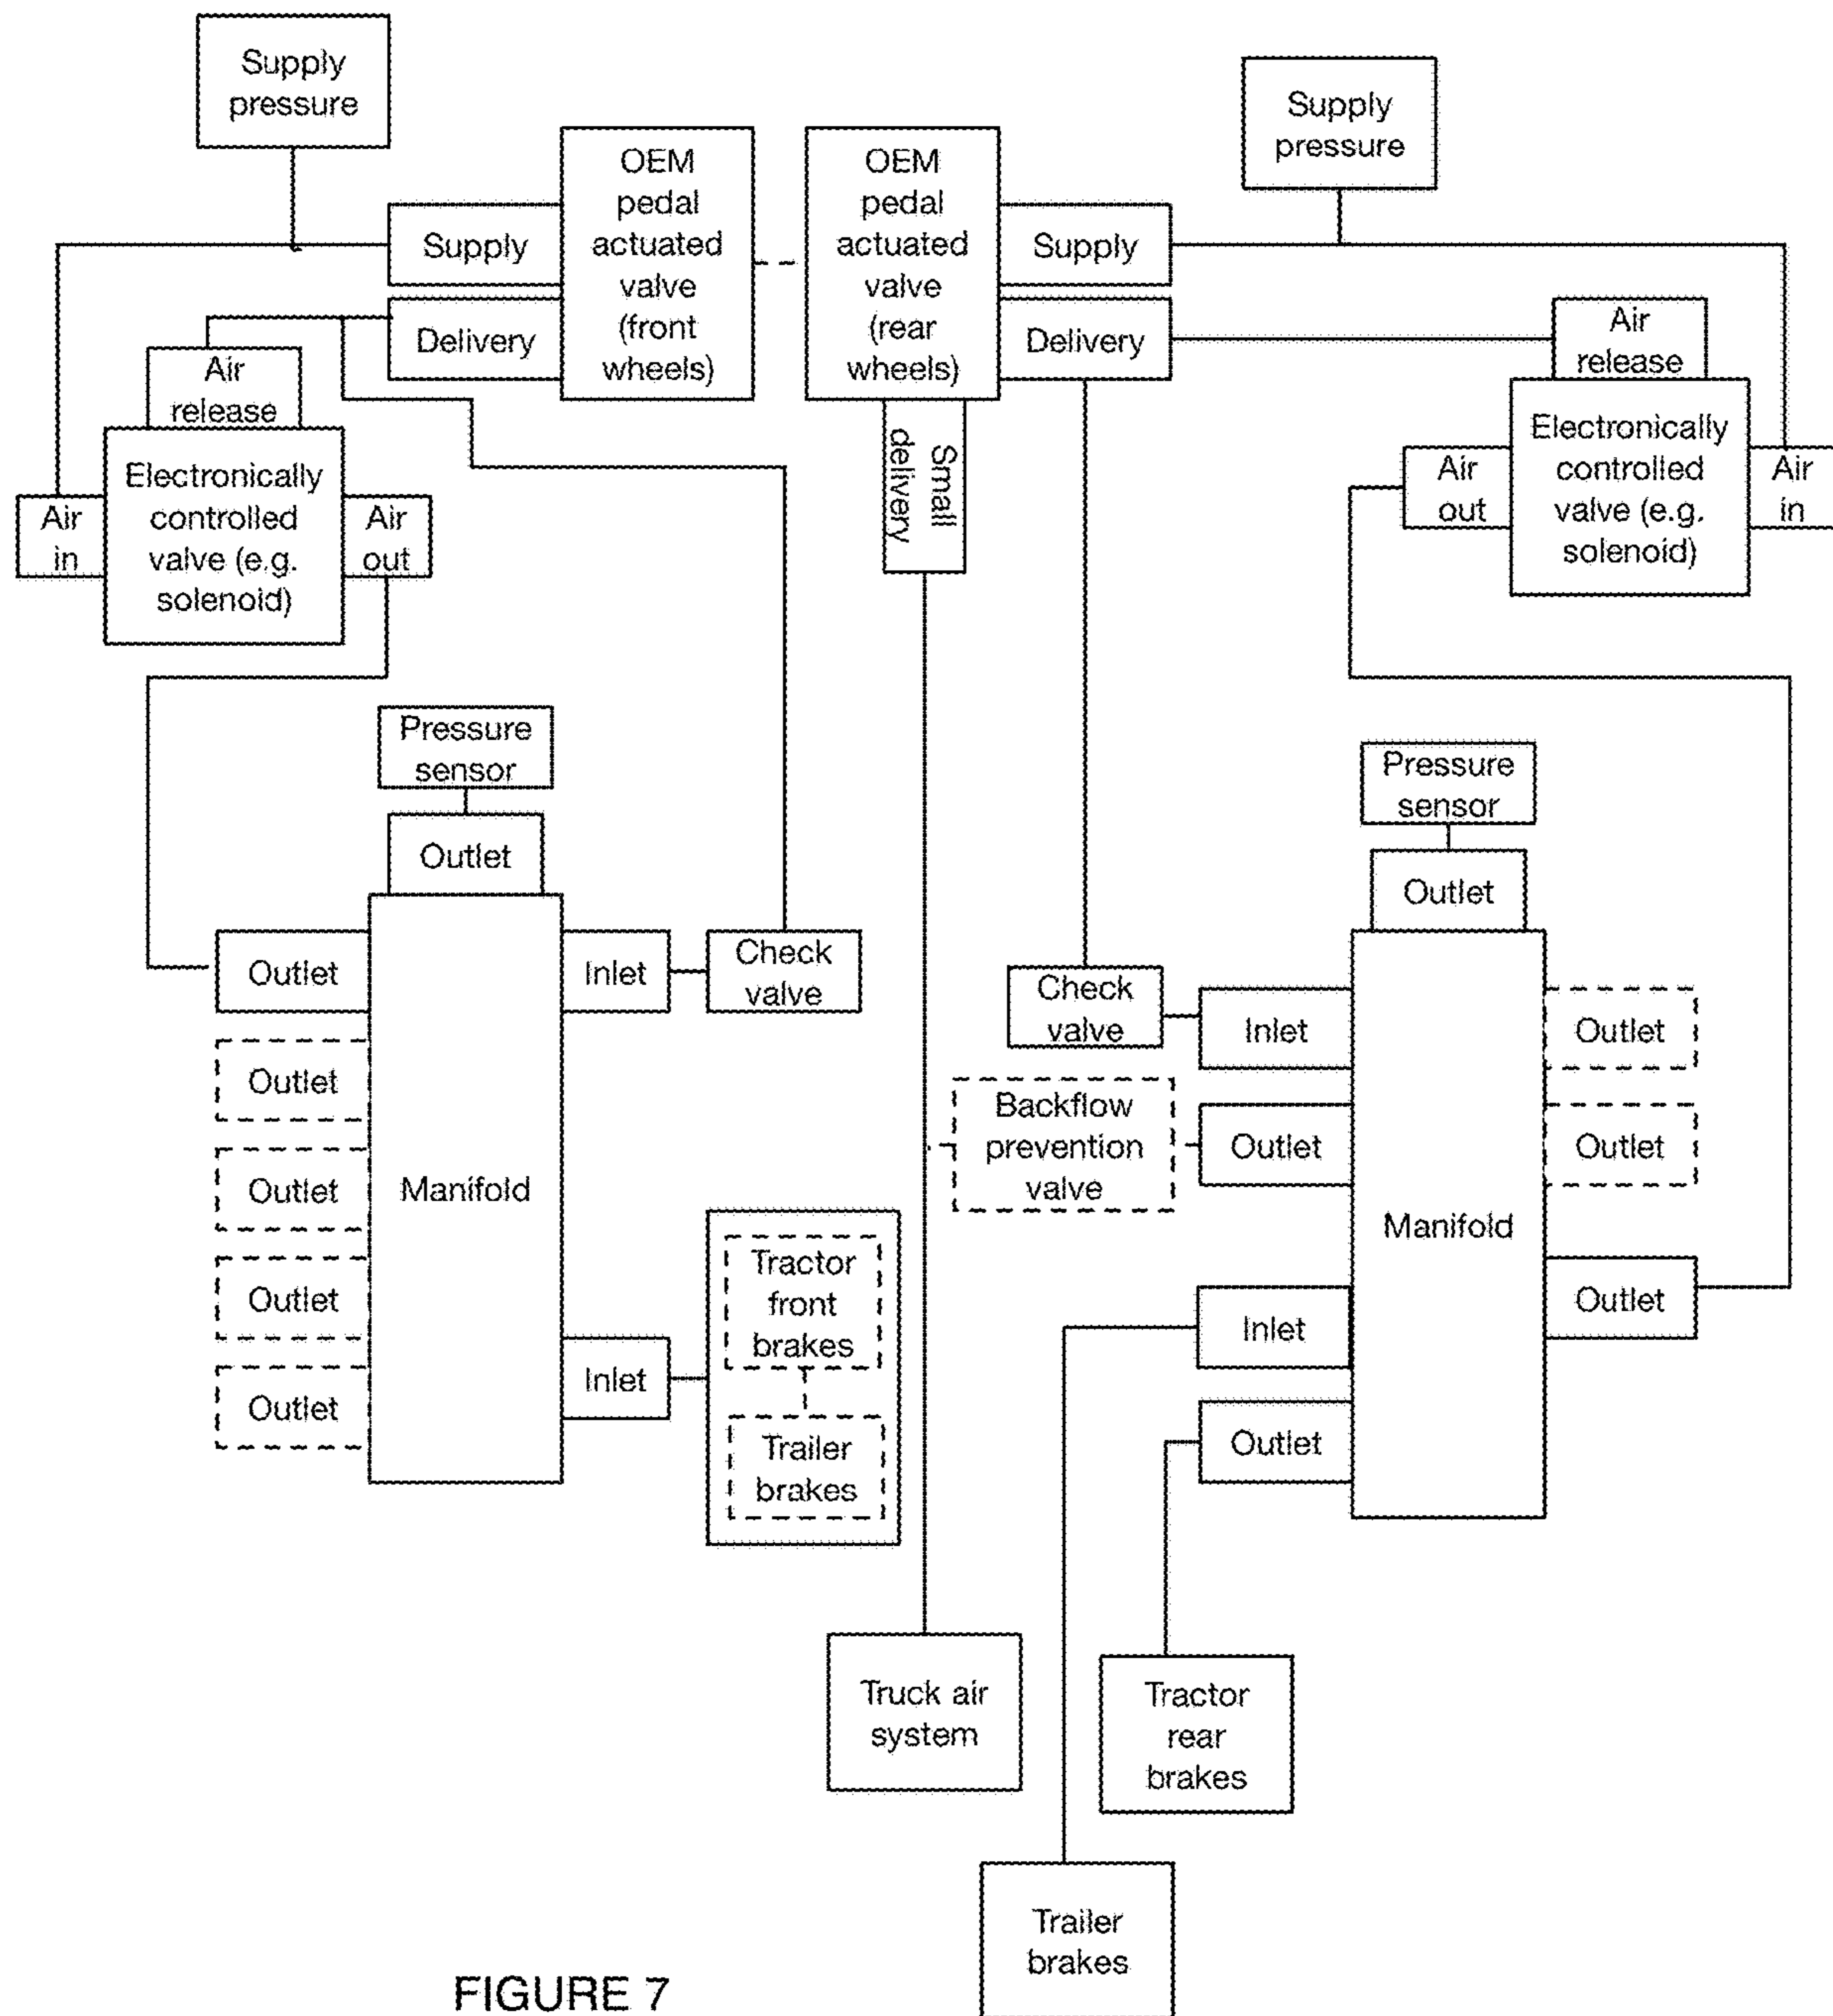 Supply
pressure
Supply
pressure
OEM
pedal
actuated
valve
(front
wheels)
OEM
pedal
actuated
valve
(rear
wheels)
Supply
Delivery
Supply
Delivery
Small
delivery
Air
release
Electronically
controlled
valve (e.g.
solenoid)
Air
in
Air
out
Air
release
Electronically
controlled
valve (e.g.
solenoid)
Air
out
Air
in
Pressure
sensor
Outlet
Outlet
Inlet
Check
valve
Outlet
Outlet
Manifold
Outlet
Outlet
Inlet
Tractor
front
brakes
Trailer
brakes
Pressure
sensor
Outlet
Check
valve
Inlet
Outlet
Backflow
prevention
valve
Outlet
Outlet
Manifold
Inlet
Outlet
Outlet
Truck air
system
Tractor
rear
brakes
Trailer
brakes
FIGURE 7